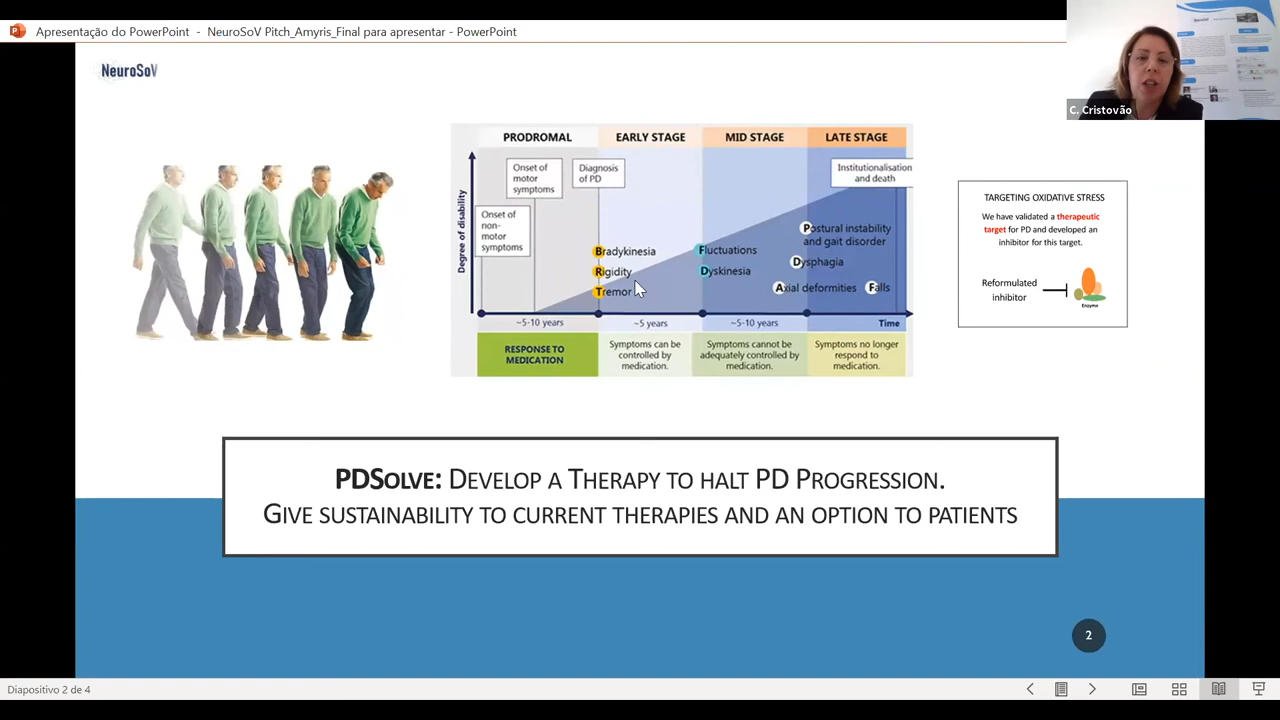 Apresentação do PowerPoint - NeuroSoV Pitch_Amyris_Final para apresentar - PowerPoint
C. Cristovão
NeuroSoV
PRODROMAL
EARLY STAGE
MID STAGE
LATE STAGE
Degree of disability
Onset of
motor
symptoms
Diagnosis
of PD
Institutionalisation
and death
Onset of
non-
motor
symptoms
Bradykinesia
Rigidity
Tremor
Fluctuations
Dyskinesia
Postural instability
and gait disorder
Dysphagia
Axial deformities
Falls
~5-10 years
~5 years
~5-10 years
Time
RESPONSE TO
MEDICATION
Symptoms can be
controlled by
medication.
Symptoms cannot be
adequately controlled by
medication.
Symptoms no longer
respond to
medication.
TARGETING OXIDATIVE STRESS
We have validated a therapeutic
target for PD and developed an
inhibitor for this target.
Reformulated
inhibitor
Enzyme
PDSOLVE: DEVELOP A THERAPY TO HALT PD PROGRESSION.
GIVE SUSTAINABILITY TO CURRENT THERAPIES AND AN OPTION TO PATIENTS
2
Diapositivo 2 de 4